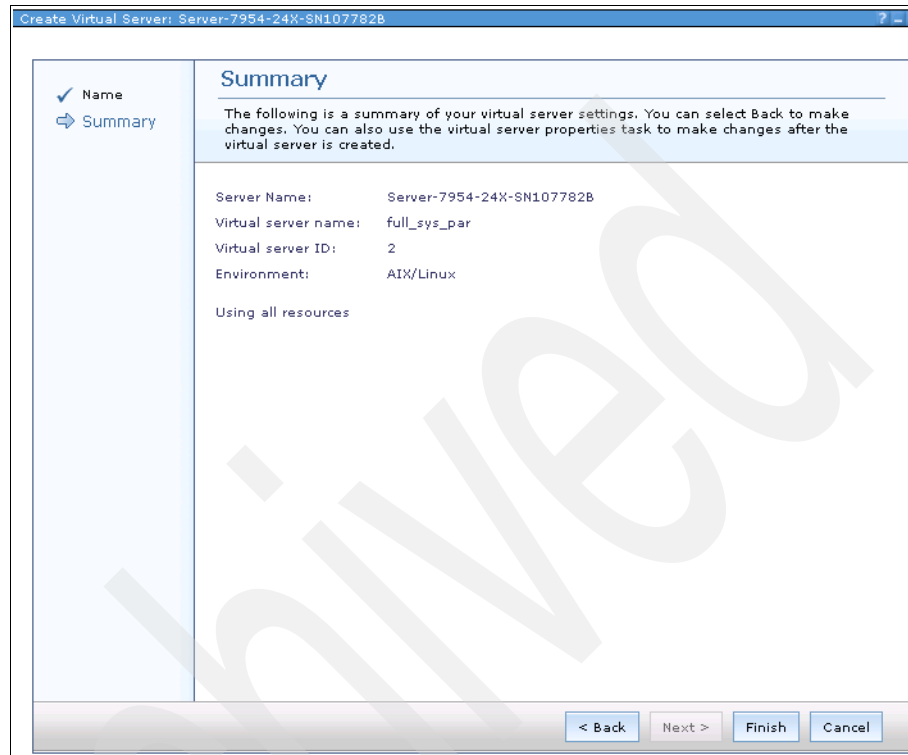 Create Virtual Server: Server-7954-24X-SN107782B
? –
Name
Summary
Summary
The following is a summary of your virtual server settings. You can select Back to make
changes. You can also use the virtual server properties task to make changes after the
virtual server is created.
Server Name: Server-7954-24X-SN107782B
Virtual server name: full_sys_par
Virtual server ID: 2
Environment: AIX/Linux
Using all resources
< Back Next > Finish Cancel
hived